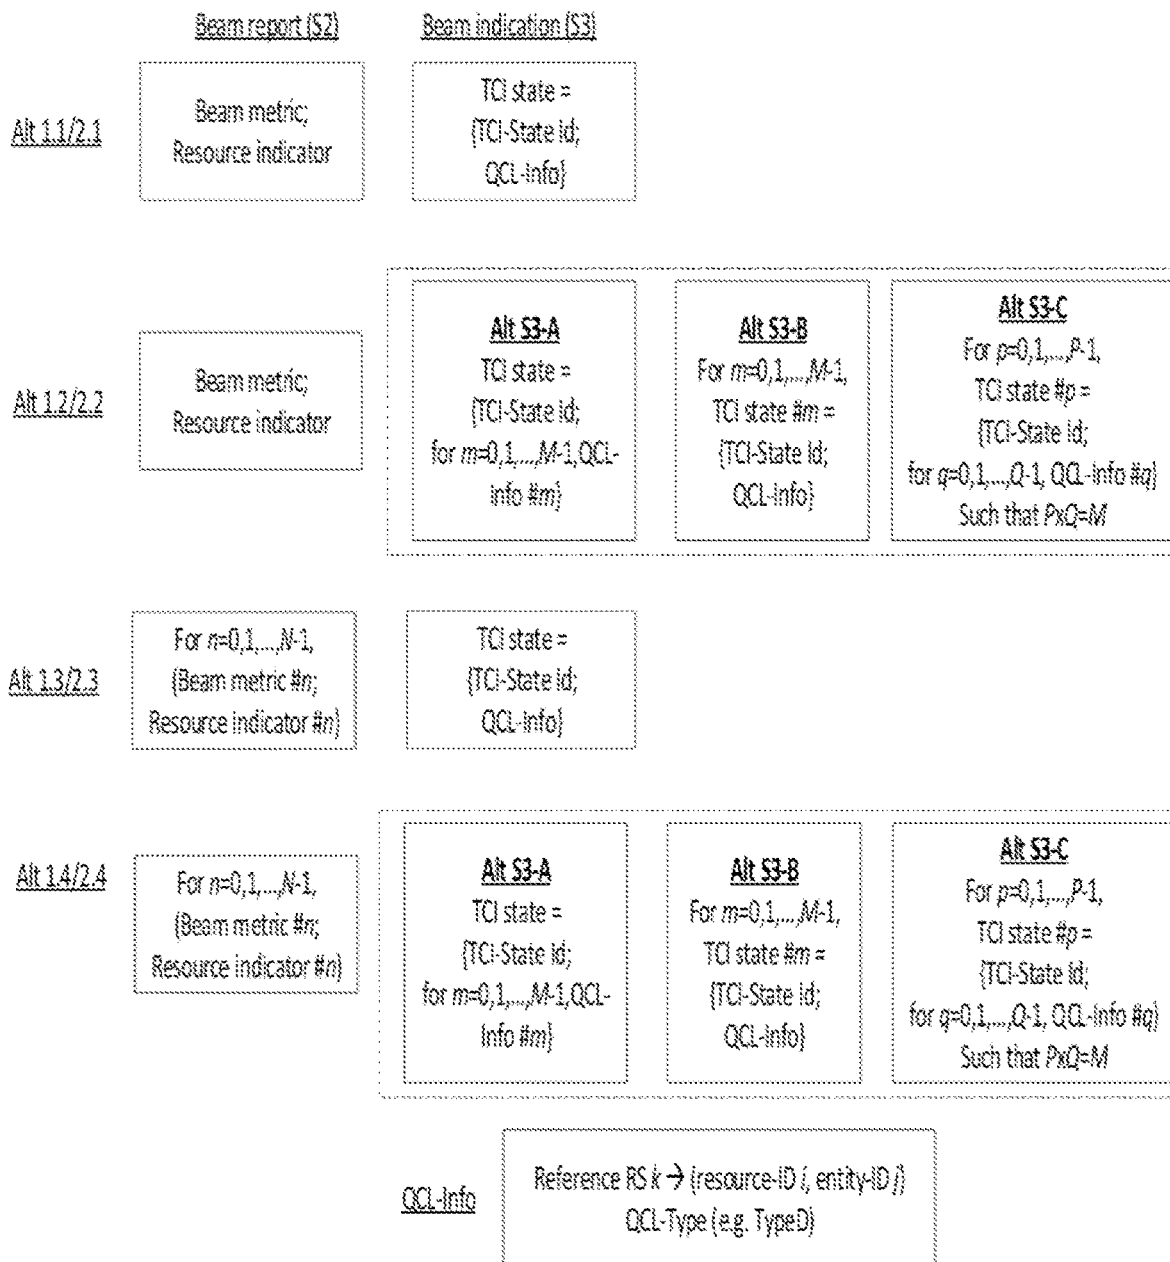 Beam report (S2)
Beam indication (S3)
Alt 1.1/2.1
Beam metric;
Resource indicator
TCI state =
{TCI-State id;
QCL-Info}
Alt 1.2/2.2
Beam metric;
Resource indicator
Alt S3-A
TCI state =
{TCI-State id;
for m=0,1,...,M-1,QCL-
Info #m}
Alt S3-B
For m=0,1,...,M-1,
TCI state #m =
{TCI-State id;
QCL-Info}
Alt S3-C
For p=0,1,...,P-1,
TCI state #p =
{TCI-State id;
for q=0,1,...,Q-1, QCL-Info #q}
Such that PxQ=M
Alt 1.3/2.3
For n=0,1,...,N-1,
{Beam metric #n;
Resource indicator #n}
TCI state =
{TCI-State id;
QCL-Info}
Alt 1.4/2.4
For n=0,1,...,N-1,
{Beam metric #n;
Resource indicator #n}
Alt S3-A
TCI state =
{TCI-State id;
for m=0,1,...,M-1,QCL-
Info #m}
Alt S3-B
For m=0,1,...,M-1,
TCI state #m =
{TCI-State id;
QCL-Info}
Alt S3-C
For p=0,1,...,P-1,
TCI state #p =
{TCI-State id;
for q=0,1,...,Q-1, QCL-Info #q}
Such that PxQ=M
QCL-Info
Reference RS k → {resource-ID i, entity-ID j}
QCL-Type (e.g. TypeD)